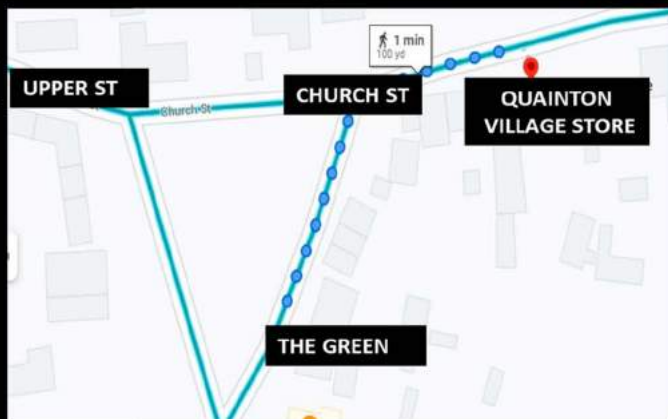 1 min
100 yd
UPPER ST
Church St
CHURCH ST
QUAINTON
VILLAGE STORE
THE GREEN